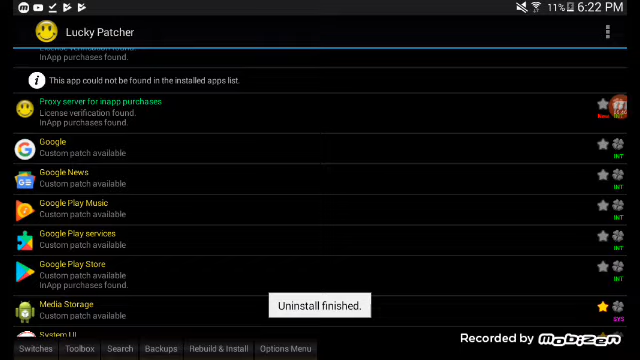 11% 6:22 PM
Lucky Patcher
InApp purchases found.
This app could not be found in the installed apps list.
Proxy server for inapp purchases
License verification found.
InApp purchases found.
Google
Custom patch available
INT
Google News
Custom patch available
INT
Google Play Music
Custom patch available
INT
Google Play services
Custom patch available
INT
Google Play Store
Custom patch available
InApp purchases found.
INT
Uninstall finished.
Media Storage
Custom patch available
SYS
System UI
Switches Toolbox Search Backups Rebuild & Install Options Menu
Recorded by MOBIZEN